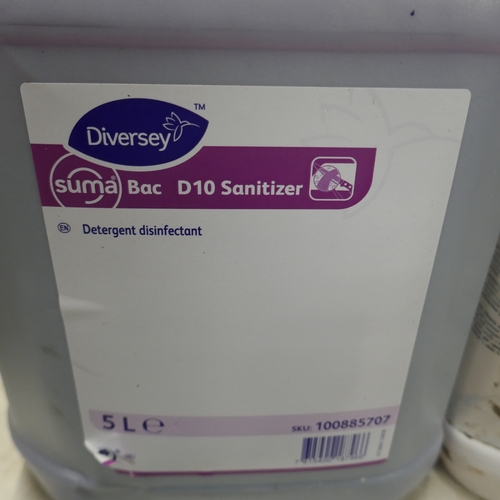 Diversey™
suma® Bac D10 Sanitizer
EN Detergent disinfectant
5 L e
SKU: 100885707